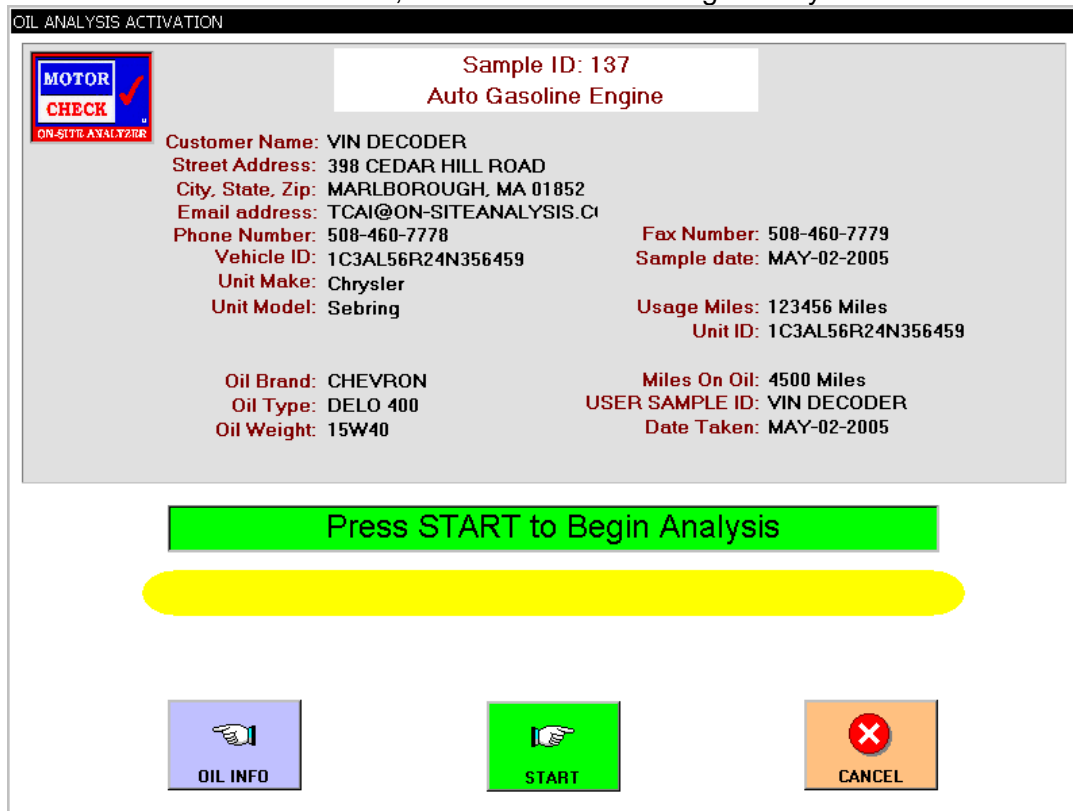 OIL ANALYSIS ACTIVATION
MOTOR
CHECK
ON-SITE ANALYZER
Sample ID: 137
Auto Gasoline Engine
Customer Name: VIN DECODER
Street Address: 398 CEDAR HILL ROAD
City, State, Zip: MARLBOROUGH, MA 01852
Email address: TCAI@ON-SITEANALYSIS.C
Phone Number: 508-460-7778 Fax Number: 508-460-7779
Vehicle ID: 1C3AL56R24N356459 Sample date: MAY-02-2005
Unit Make: Chrysler
Unit Model: Sebring Usage Miles: 123456 Miles
Unit ID: 1C3AL56R24N356459
Oil Brand: CHEVRON Miles On Oil: 4500 Miles
Oil Type: DELO 400 USER SAMPLE ID: VIN DECODER
Oil Weight: 15W40 Date Taken: MAY-02-2005
Press START to Begin Analysis
OIL INFO START CANCEL